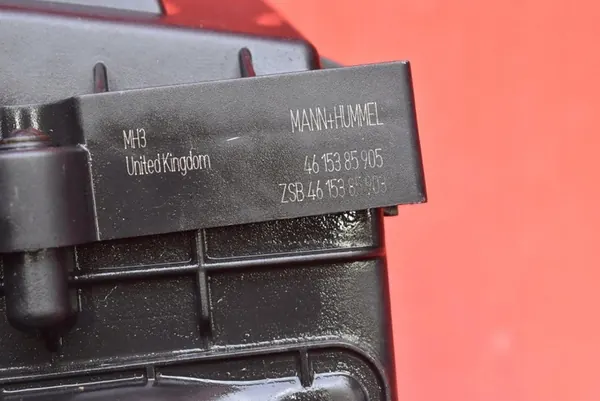 MH3
United Kingdom
MANN+HUMMEL
46 153 85 905
ZSB 46 153 85 903